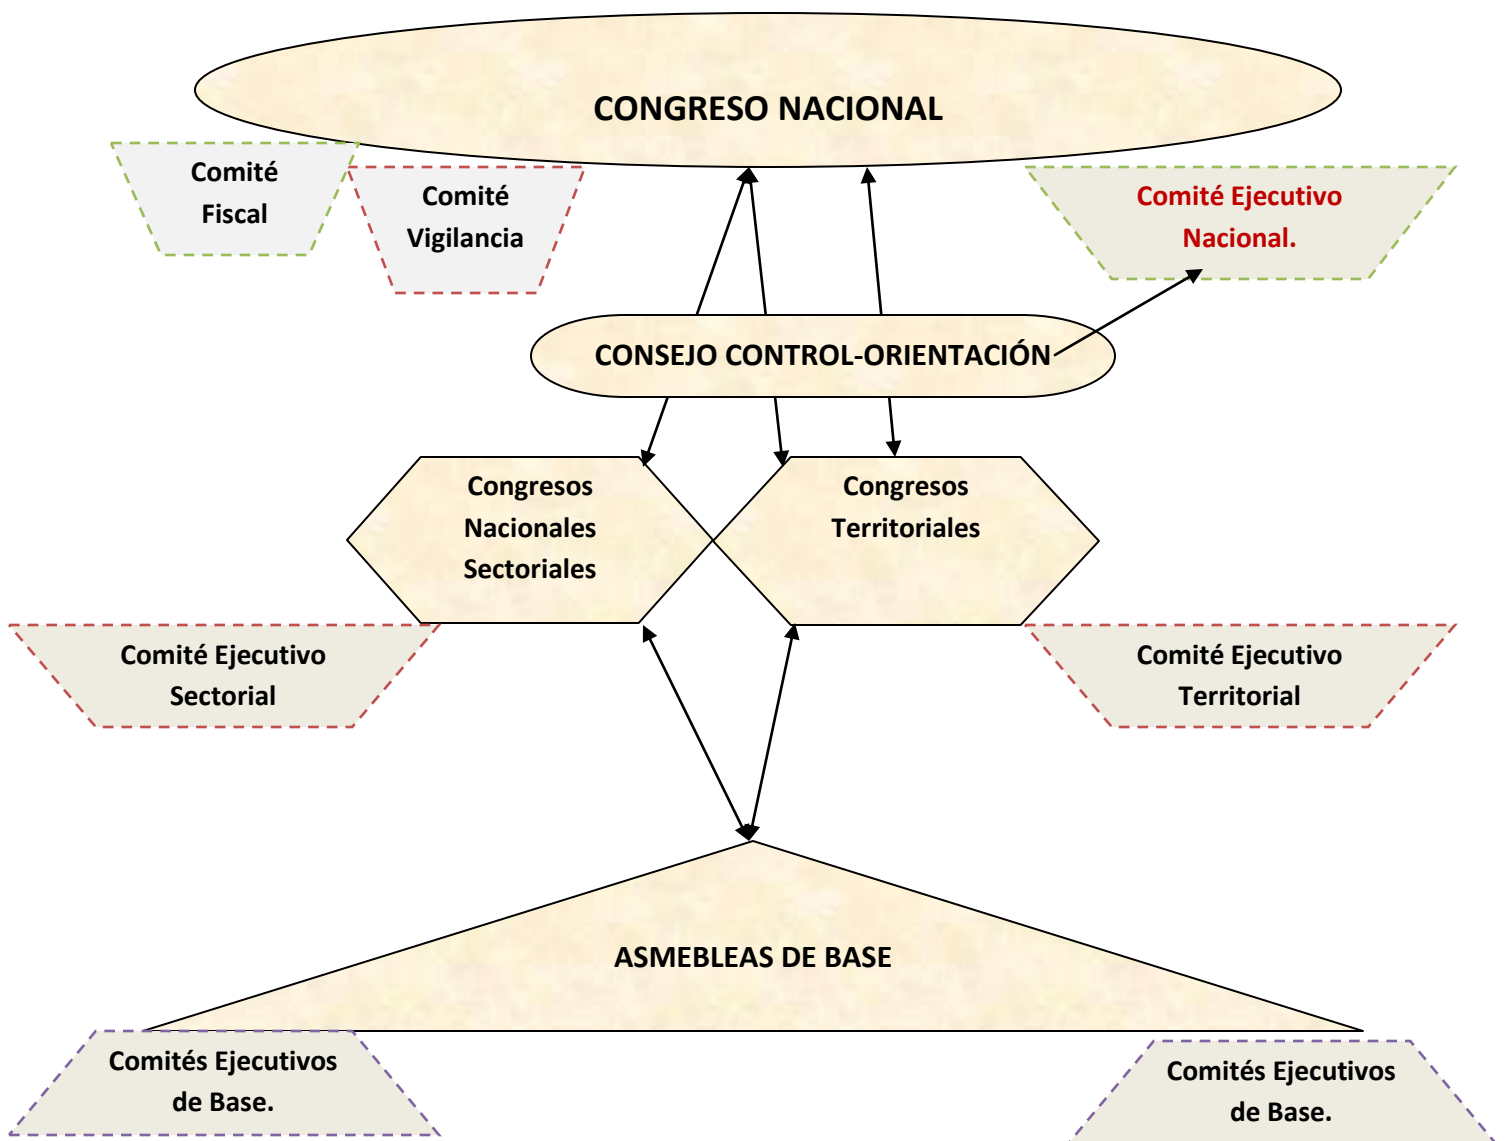 CONGRESO NACIONAL
Comité
Fiscal
Comité
Vigilancia
Comité Ejecutivo
Nacional.
CONSEJO CONTROL-ORIENTACIÓN
Congresos
Nacionales
Sectoriales
Congresos
Territoriales
Comité Ejecutivo
Sectorial
Comité Ejecutivo
Territorial
ASMEBLEAS DE BASE
Comités Ejecutivos
de Base.
Comités Ejecutivos
de Base.